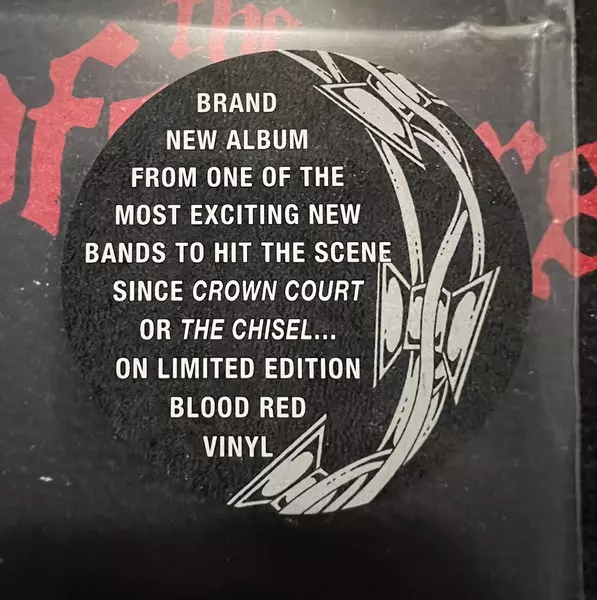 the
BRAND
NEW ALBUM
FROM ONE OF THE
MOST EXCITING NEW
BANDS TO HIT THE SCENE
SINCE CROWN COURT
OR THE CHISEL...
ON LIMITED EDITION
BLOOD RED
VINYL